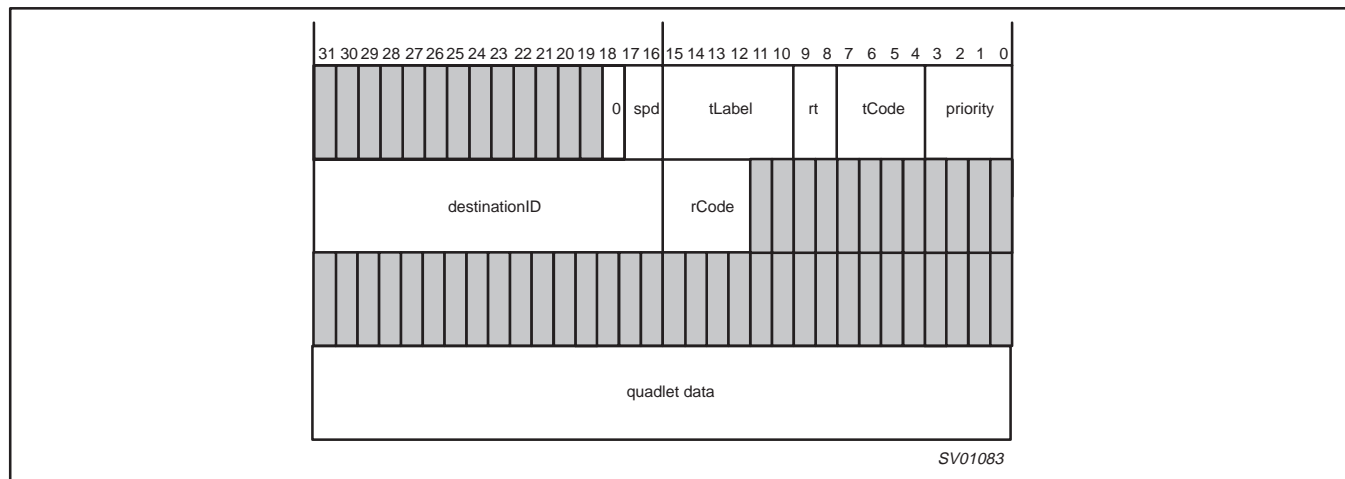 31 30 29 28 27 26 25 24 23 22 21 20 19 18 17 16 15 14 13 12 11 10 9 8 7 6 5 4 3 2 1 0
0 spd tLabel rt tCode priority
destinationID rCode
quadlet data
SV01083